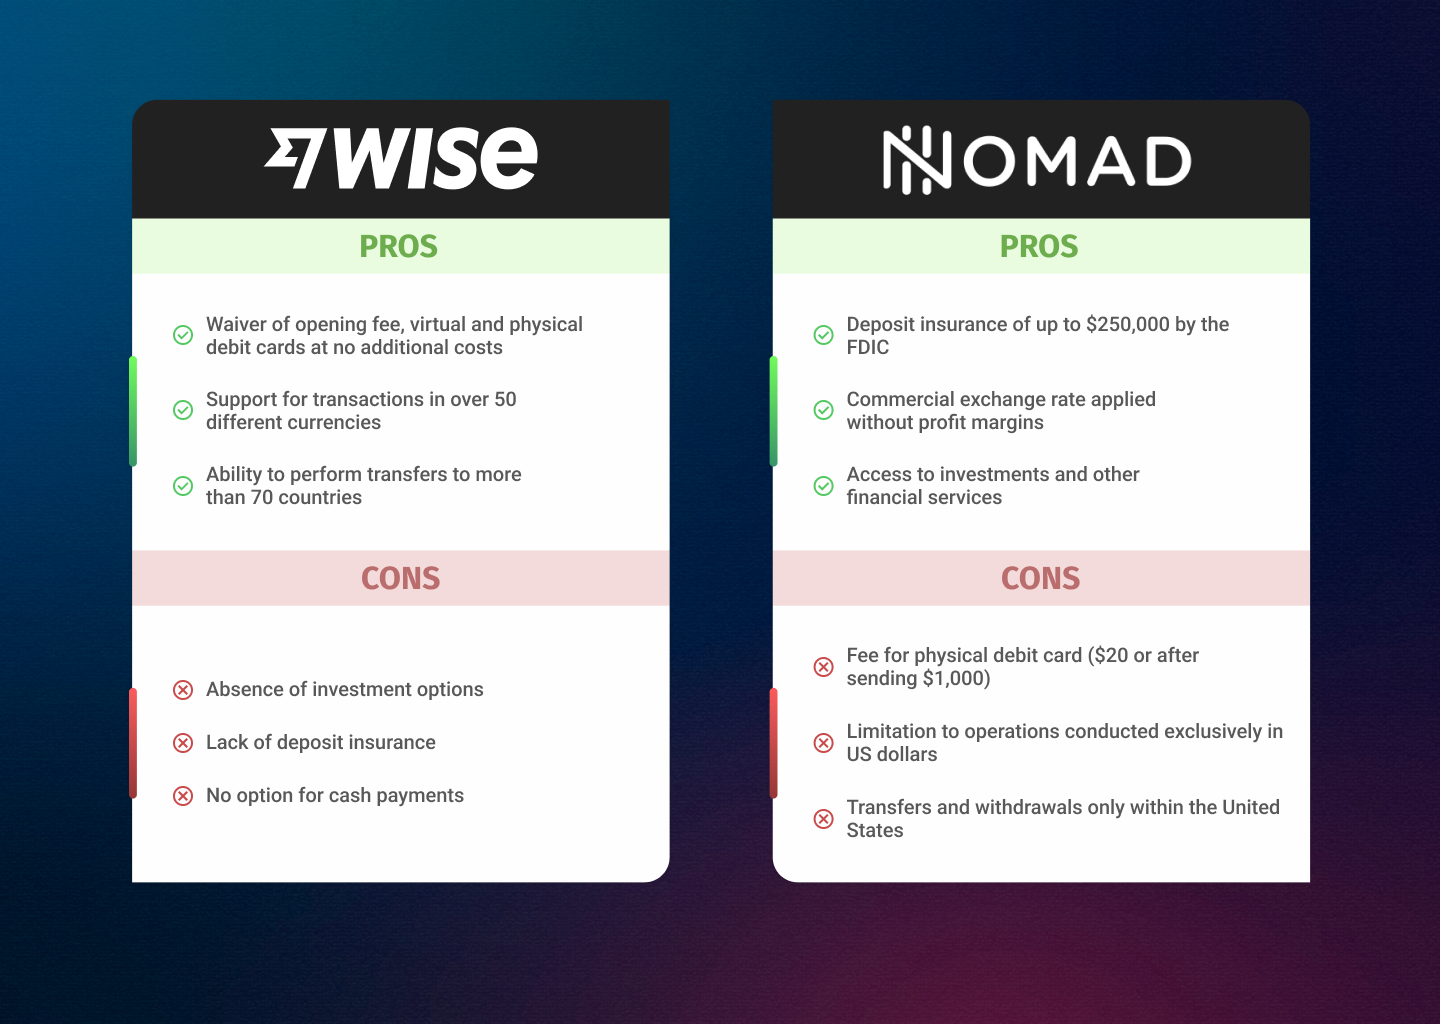 WISE
PROS
Waiver of opening fee, virtual and physical
debit cards at no additional costs
Support for transactions in over 50
different currencies
Ability to perform transfers to more
than 70 countries
CONS
Absence of investment options
Lack of deposit insurance
No option for cash payments
NOMAD
PROS
Deposit insurance of up to $250,000 by the
FDIC
Commercial exchange rate applied
without profit margins
Access to investments and other
financial services
CONS
Fee for physical debit card ($20 or after
sending $1,000)
Limitation to operations conducted exclusively in
US dollars
Transfers and withdrawals only within the United
States